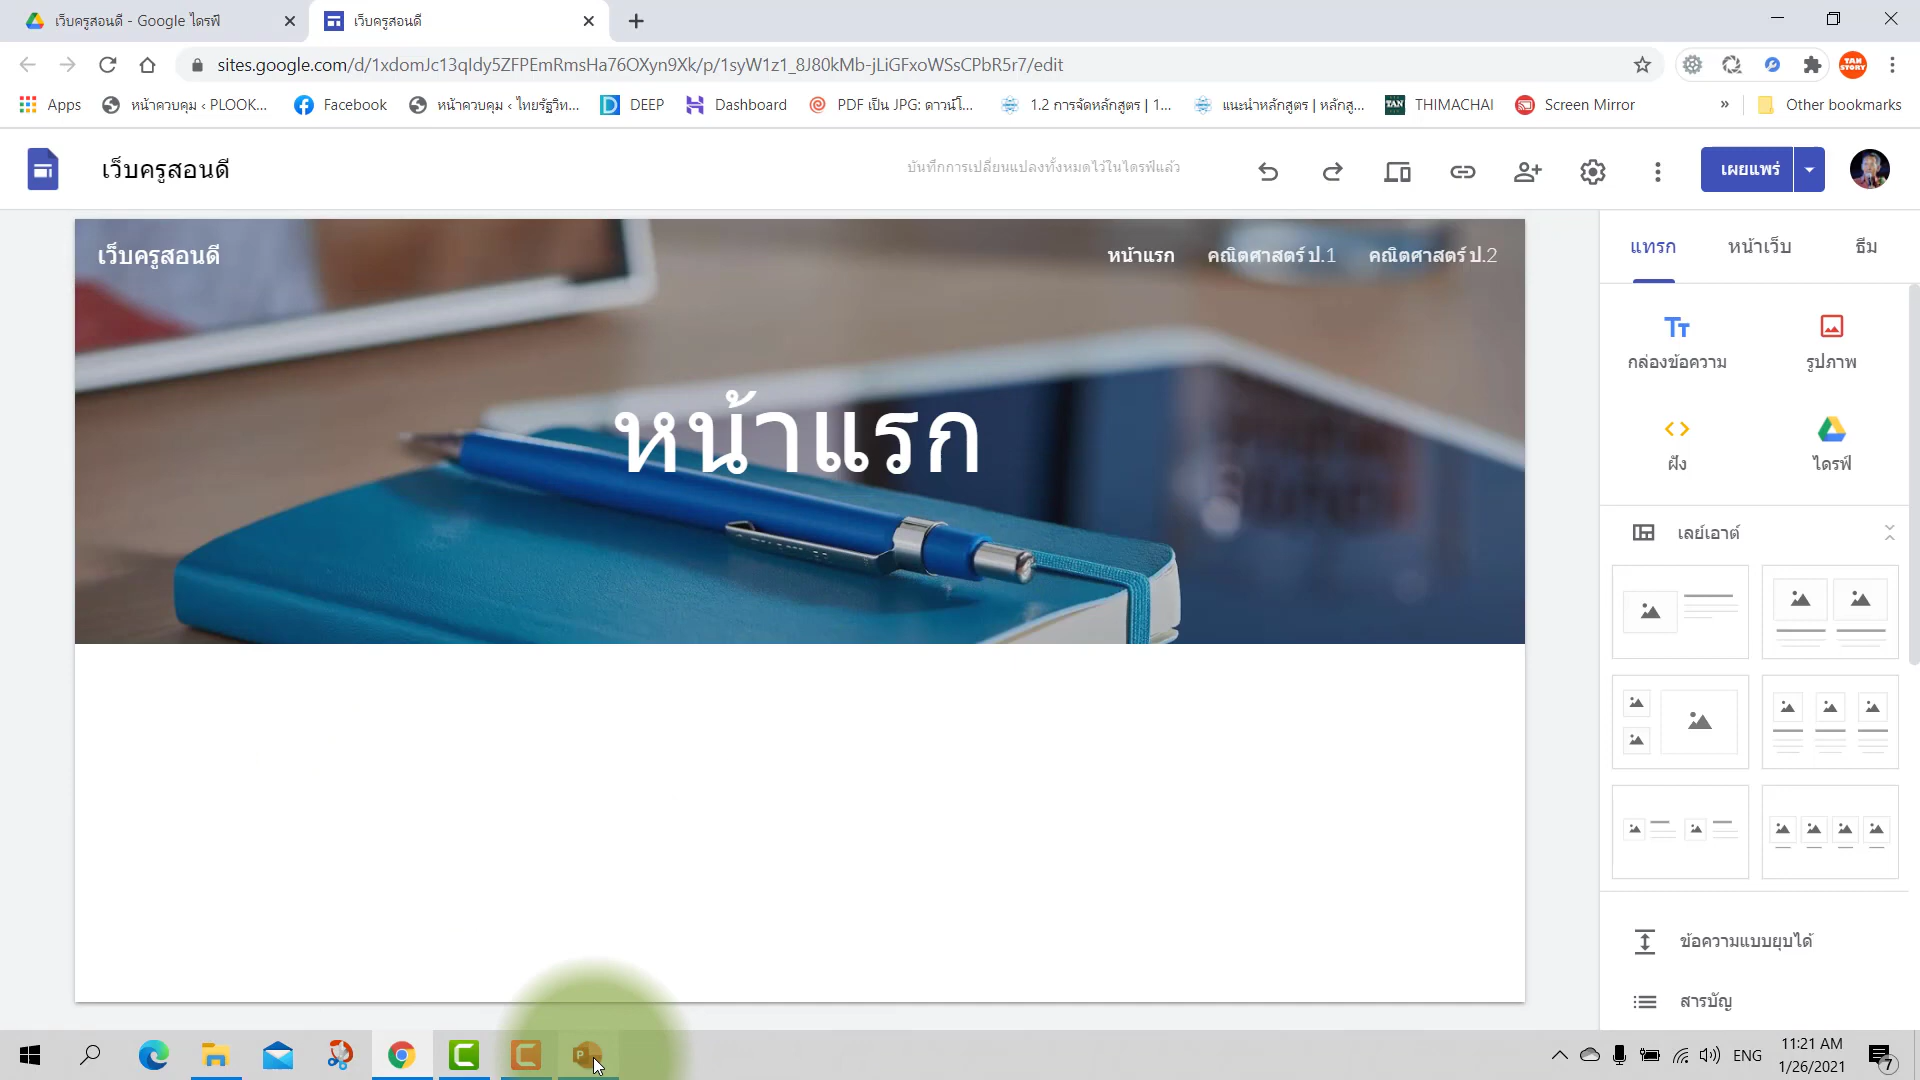 เว็บครูสอนดี - Google ไดรฟ์
เว็บครูสอนดี
sites.google.com/d/1xdomJc13qIdy5ZFPEmRmsHa76OXyn9Xk/p/1syW1z1_8J80kMb-jLiGFxoWSsCPbR5r7/edit
TAN STORY
Apps
หน้าควบคุม ‹ PLOOK...
Facebook
หน้าควบคุม ‹ ไทยรัฐวิท...
DEEP
Dashboard
PDF เป็น JPG: ดาวน์โ...
1.2 การจัดหลักสูตร | 1...
แนะนำหลักสูตร | หลักสู...
TAN
THIMACHAI
Screen Mirror
»
Other bookmarks
เว็บครูสอนดี
บันทึกการเปลี่ยนแปลงทั้งหมดไว้ในไดรฟ์แล้ว
เผยแพร่
เว็บครูสอนดี
หน้าแรก
คณิตศาสตร์ ป.1
คณิตศาสตร์ ป.2
หน้าแรก
แทรก
หน้าเว็บ
ธีม
กล่องข้อความ
รูปภาพ
ฝัง
ไดรฟ์
เลย์เอาต์
ข้อความแบบยุบได้
สารบัญ
ENG
11:21 AM
1/26/2021
7